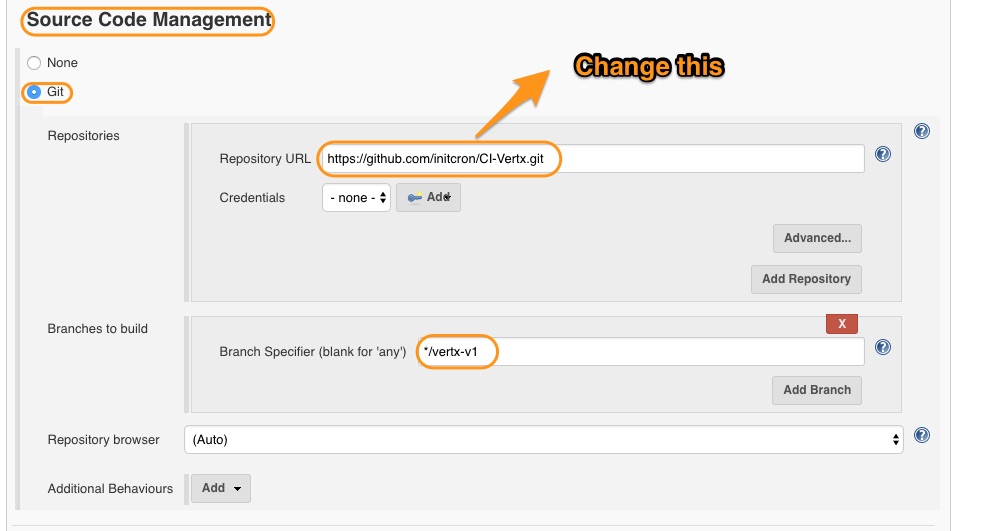 Source Code Management
None
Change this
Git
Repositories
Repository URL https://github.com/initcron/CI-Vertx.git
Credentials - none - Add
Advanced...
Add Repository
Branches to build
X
Branch Specifier (blank for 'any') */vertx-v1
Add Branch
Repository browser (Auto)
Additional Behaviours Add